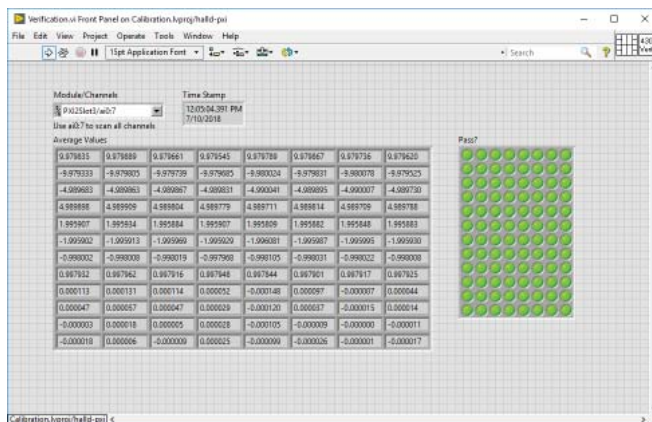 Verification.vi Front Panel on Calibration.lvproj/halld-pxi
File Edit View Project Operate Tools Window Help
15pt Application Font
Search
430
Module/Channels
Time Stamp
PXI2Slot3/ai0:7
12:05:04.391 PM
7/10/2018
Use ai0:7 to scan all channels
Average Values
Pass?
9.979835 9.979889 9.979661 9.979545 9.979789 9.979867 9.979736 9.979620
-9.979333 -9.979805 -9.979739 -9.979685 -9.980024 -9.979831 -9.980078 -9.979525
-4.989683 -4.989863 -4.989867 -4.989831 -4.990041 -4.989895 -4.990007 -4.989730
4.989898 4.989909 4.989804 4.989779 4.989711 4.989814 4.989709 4.989788
1.995907 1.995934 1.995884 1.995907 1.995809 1.995882 1.995848 1.995883
-1.995902 -1.995913 -1.995969 -1.995929 -1.996081 -1.995987 -1.995995 -1.995930
-0.998002 -0.998008 -0.998019 -0.997968 -0.998105 -0.998031 -0.998022 -0.998008
0.997932 0.997962 0.997916 0.997948 0.997844 0.997901 0.997917 0.997925
0.000113 0.000131 0.000114 0.000052 -0.000148 0.000097 -0.000007 0.000044
0.000047 0.000057 0.000047 0.000029 -0.000120 0.000037 -0.000015 0.000014
-0.000003 0.000018 0.000005 0.000028 -0.000105 -0.000009 -0.000000 -0.000011
-0.000018 0.000006 -0.000009 0.000025 -0.000099 -0.000026 -0.000001 -0.000017
Calibration.lvproj/halld-pxi